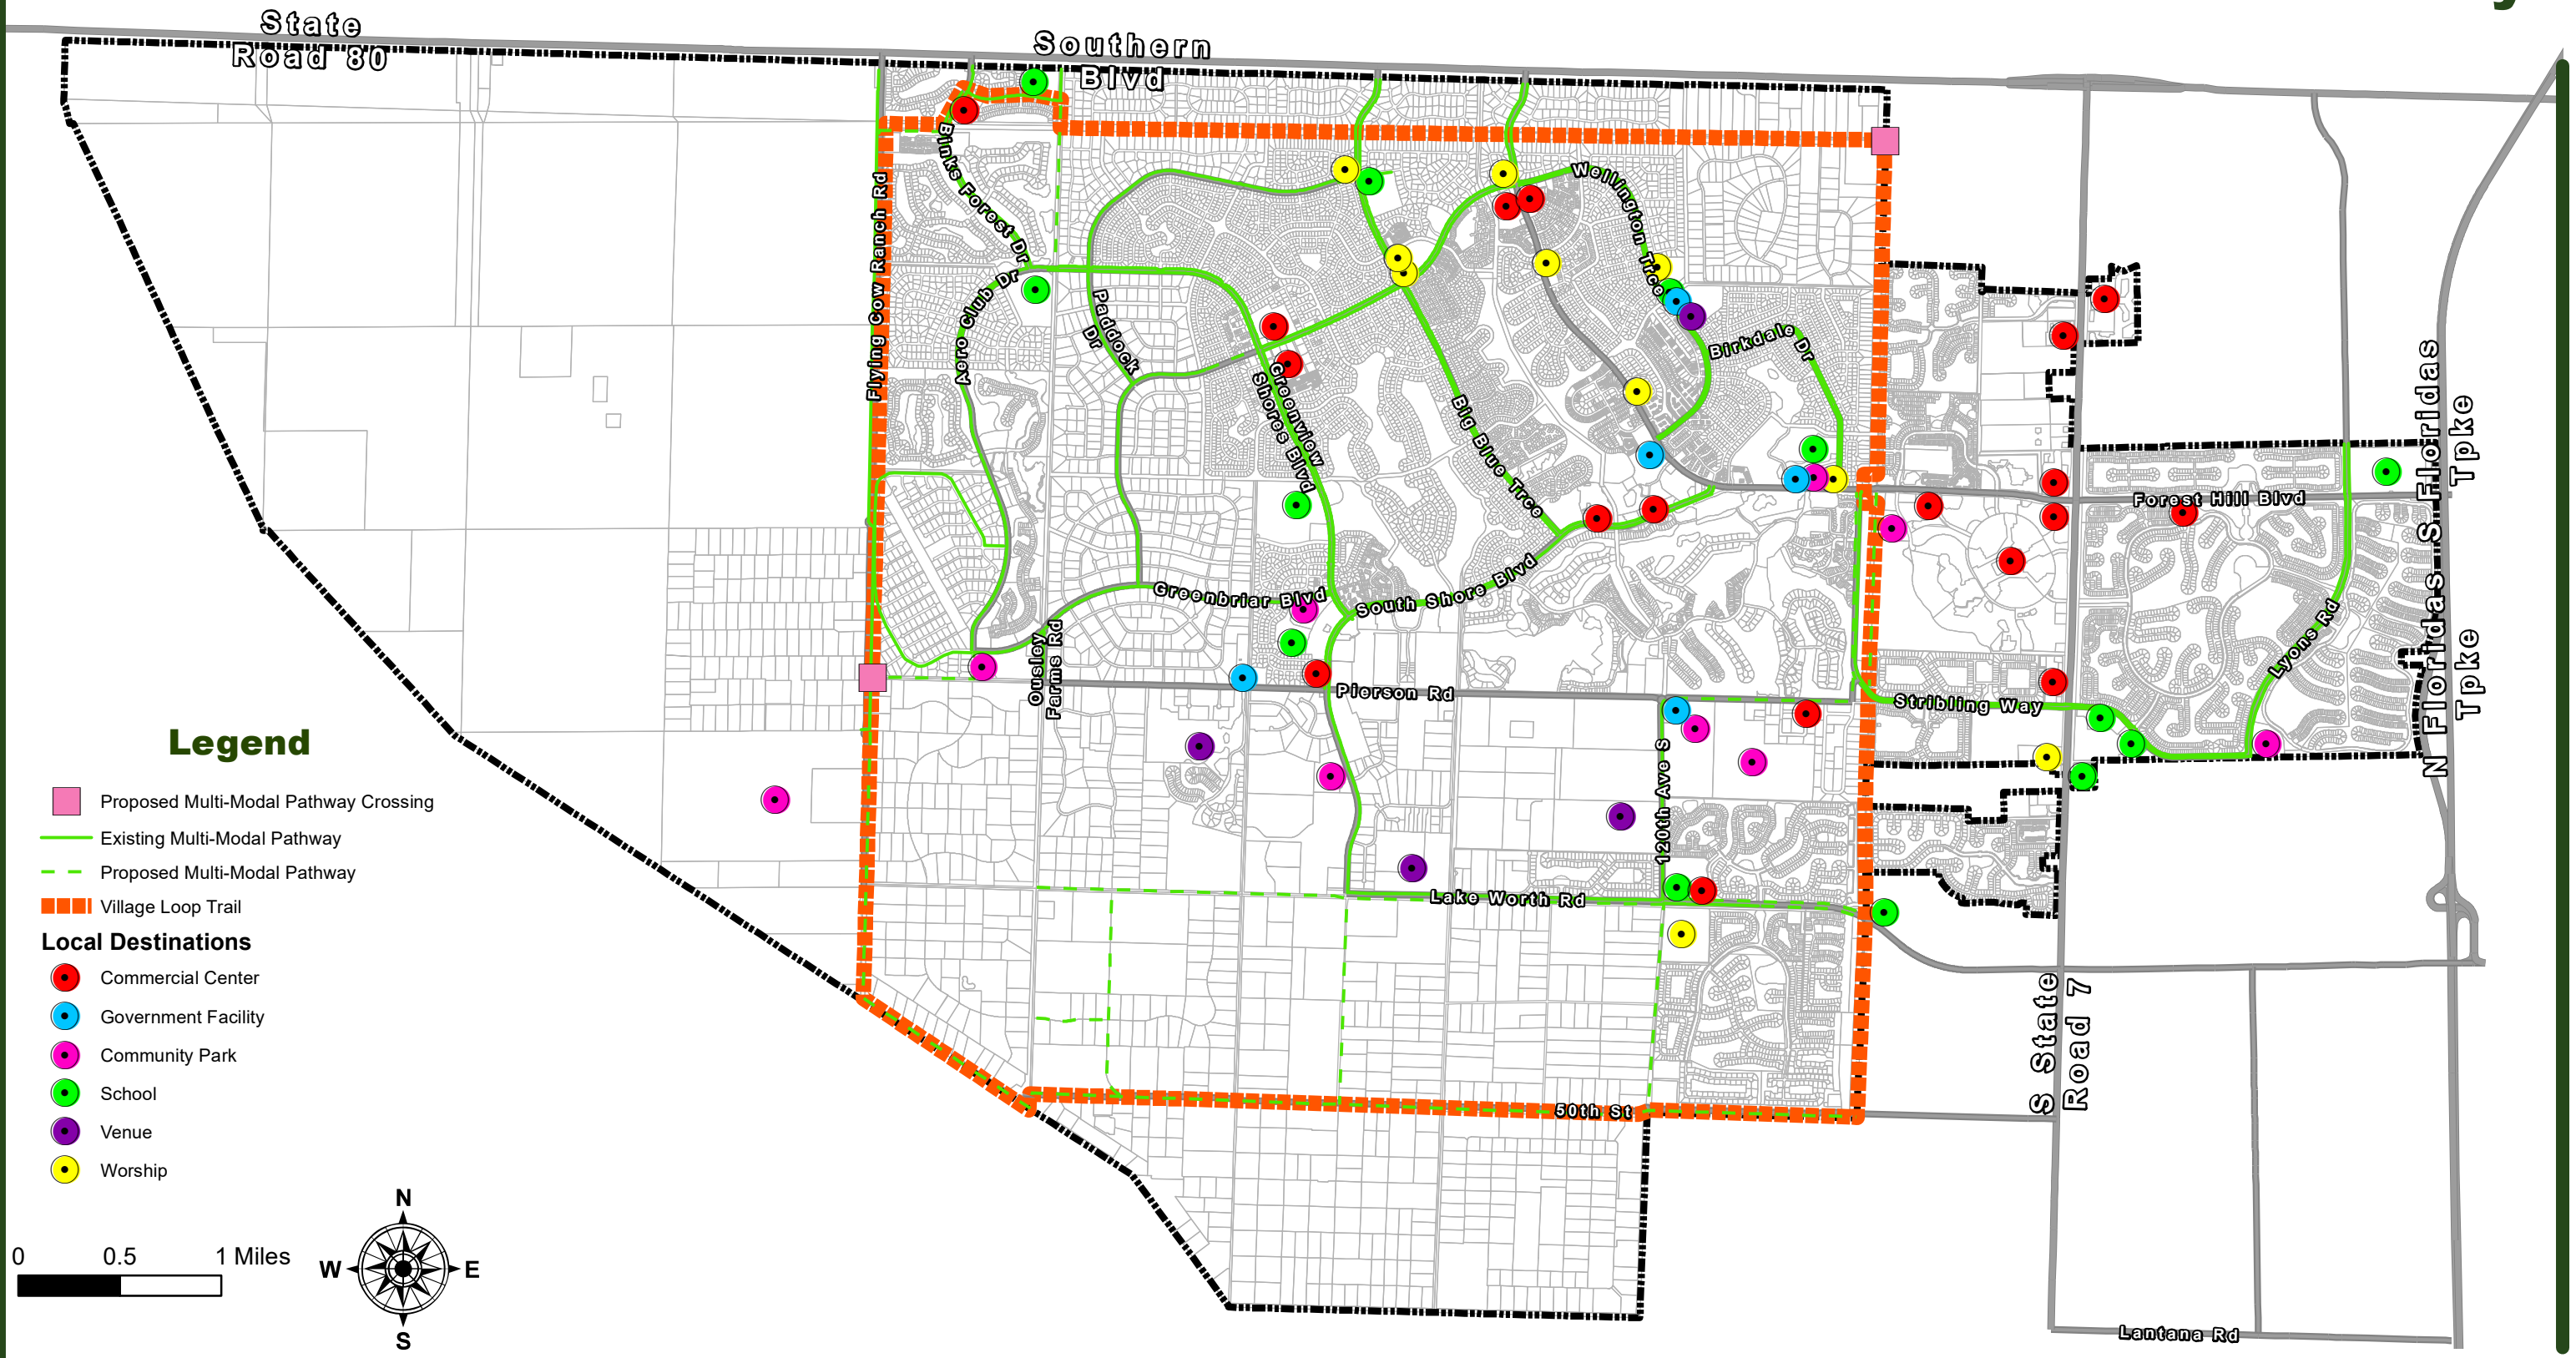 State
Road 80
Southern
Blvd
Binks Forest Dr
Flying Cow Ranch Rd
Aero Club Dr
Paddock
Dr
Wellington Trce
Birkdale Dr
Greenview
Shores Blvd
Big Blue Trce
Forest Hill Blvd
N Floridas S Floridas
Tpke
Tpke
Greenbriar Blvd
South Shore Blvd
Ousley
Farms Rd
Pierson Rd
Lyons Rd
Stribling Way
120th Ave S
Lake Worth Rd
50th St
S State
Road 7
Lantana Rd
Legend
Proposed Multi-Modal Pathway Crossing
Existing Multi-Modal Pathway
Proposed Multi-Modal Pathway
Village Loop Trail
Local Destinations
Commercial Center
Government Facility
Community Park
School
Venue
Worship
0 0.5 1 Miles
N
W E
S